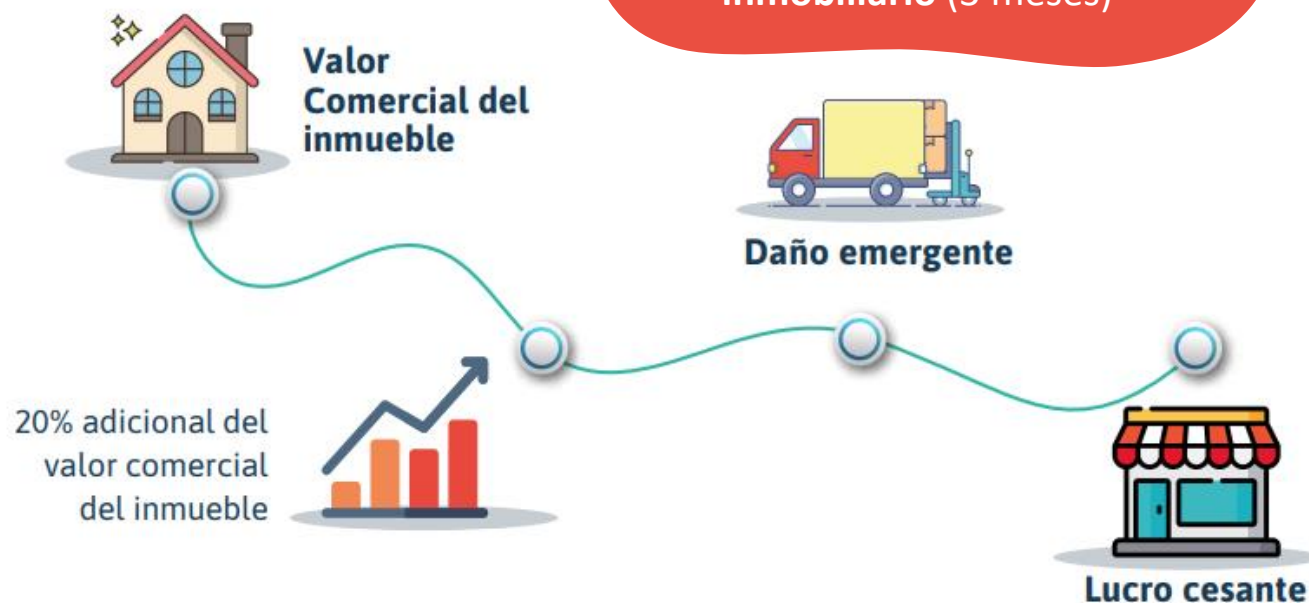 inmobiliario (3 meses)
Valor
Comercial del
inmueble
Daño emergente
20% adicional del
valor comercial
del inmueble
Lucro cesante